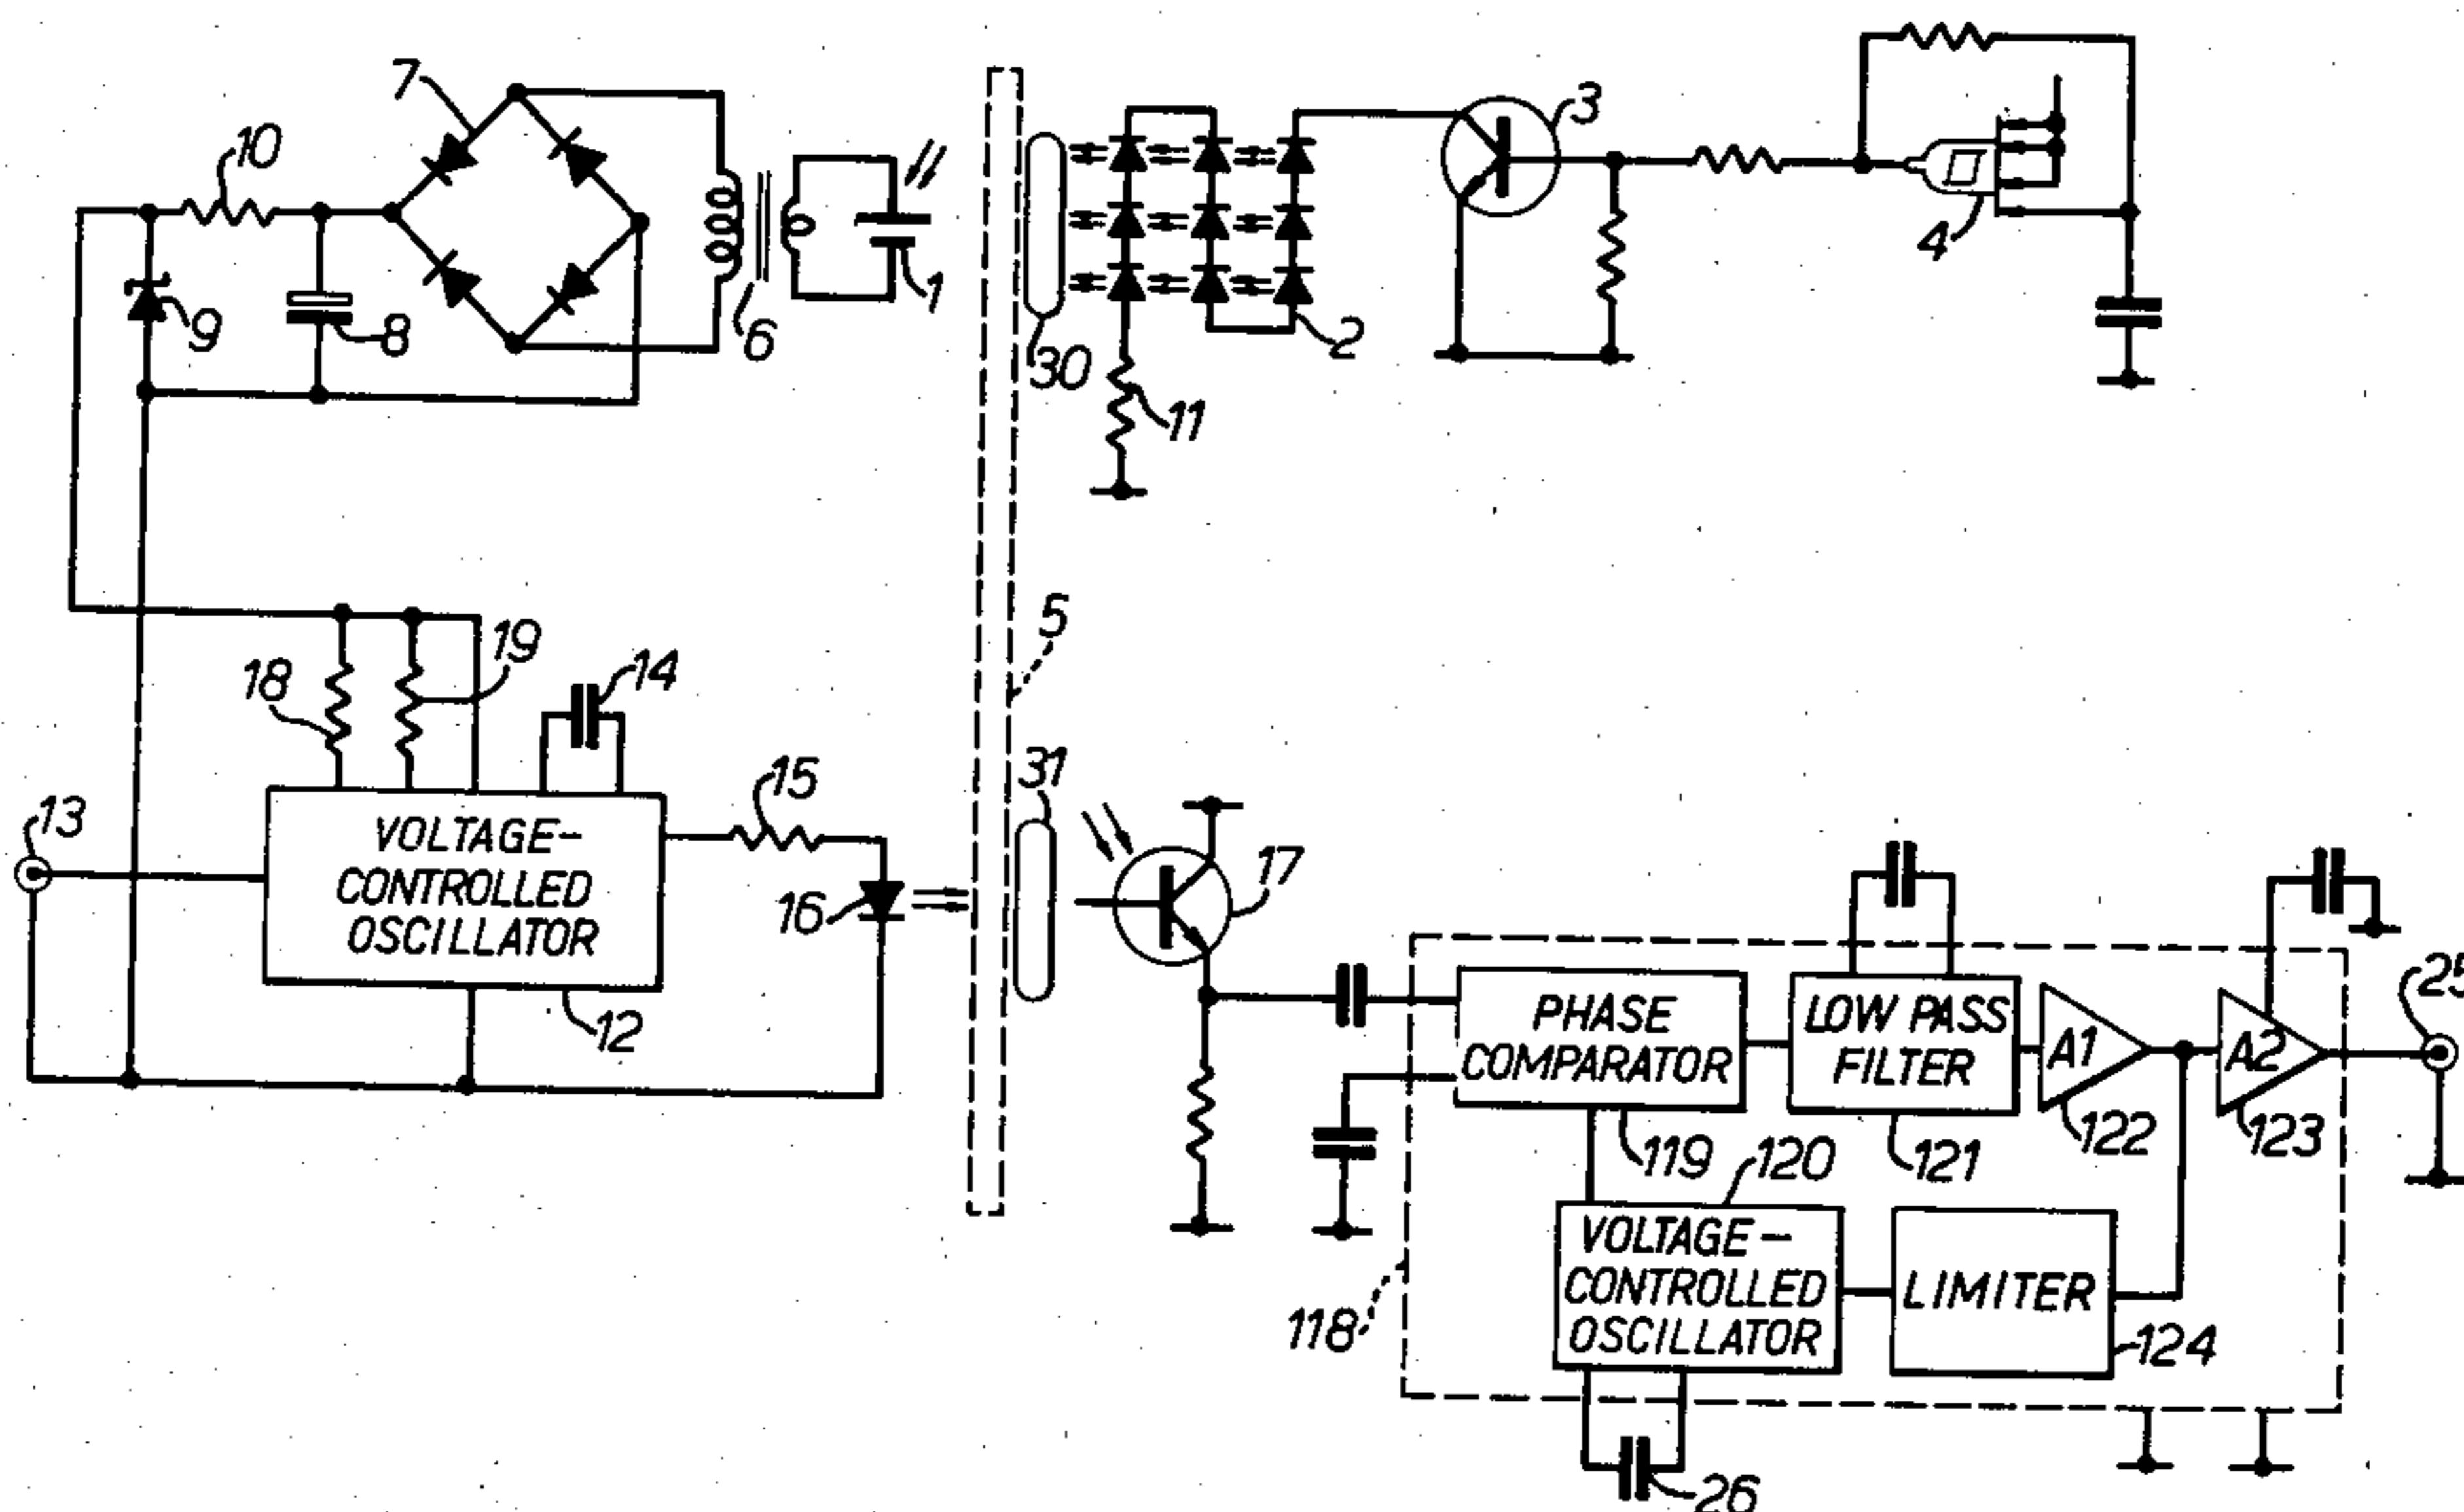 7
3
10
1
4
9
8
6
30
2
11
5
19
14
18
31
15
13
VOLTAGE-
CONTROLLED
OSCILLATOR
16
17
12
25
PHASE
COMPARATOR
LOW PASS
FILTER
A1
A2
119
120
121
122
123
VOLTAGE-
CONTROLLED
OSCILLATOR
LIMITER
118
124
26